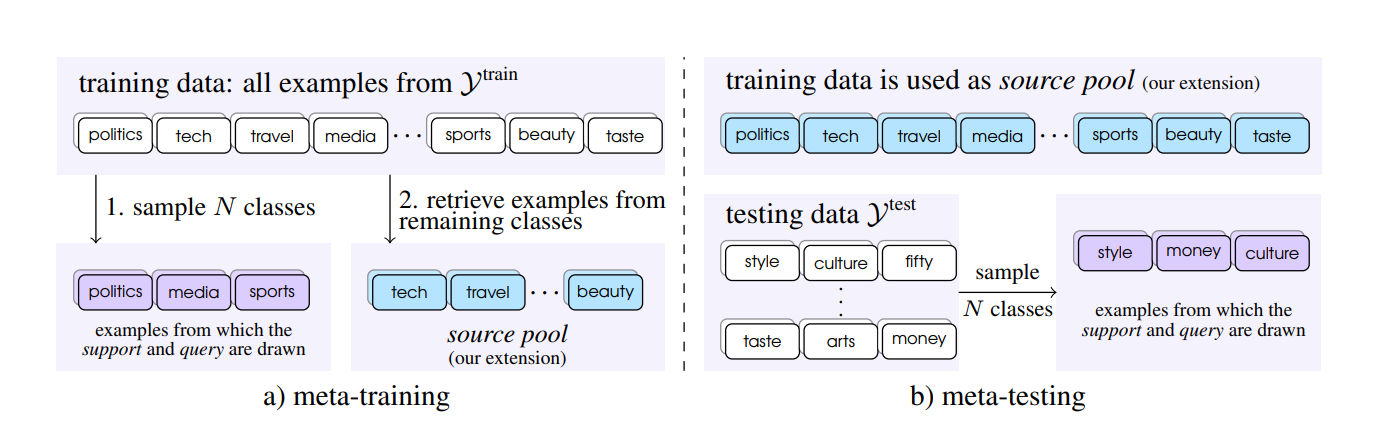 training data: all examples from 𝒴^train
politics tech travel media ··· sports beauty taste
1. sample N classes
2. retrieve examples from
remaining classes
politics media sports
examples from which the
support and query are drawn
tech travel ··· beauty
source pool
(our extension)
a) meta-training
training data is used as source pool (our extension)
politics tech travel media ··· sports beauty taste
testing data 𝒴^test
style culture fifty
⋮
taste arts money
sample
N classes
style money culture
examples from which the
support and query are drawn
b) meta-testing